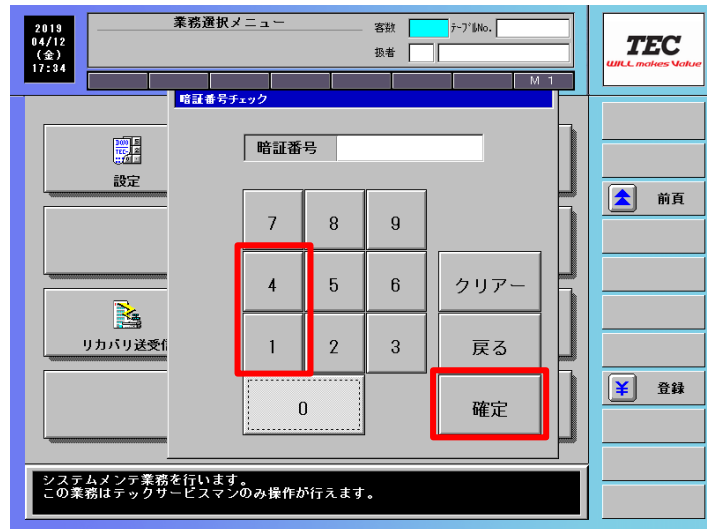 2019
04/12
(金)
17:34
業務選択メニュー
客数
ﾃｰﾌﾞﾙNo.
扱者
M 1
TEC
WILL makes Value
暗証番号チェック
暗証番号
7
8
9
4
5
6
クリアー
1
2
3
戻る
0
確定
設定
リカバリ送受信
前頁
¥
登録
システムメンテ業務を行います。
この業務はテックサービスマンのみ操作が行えます。